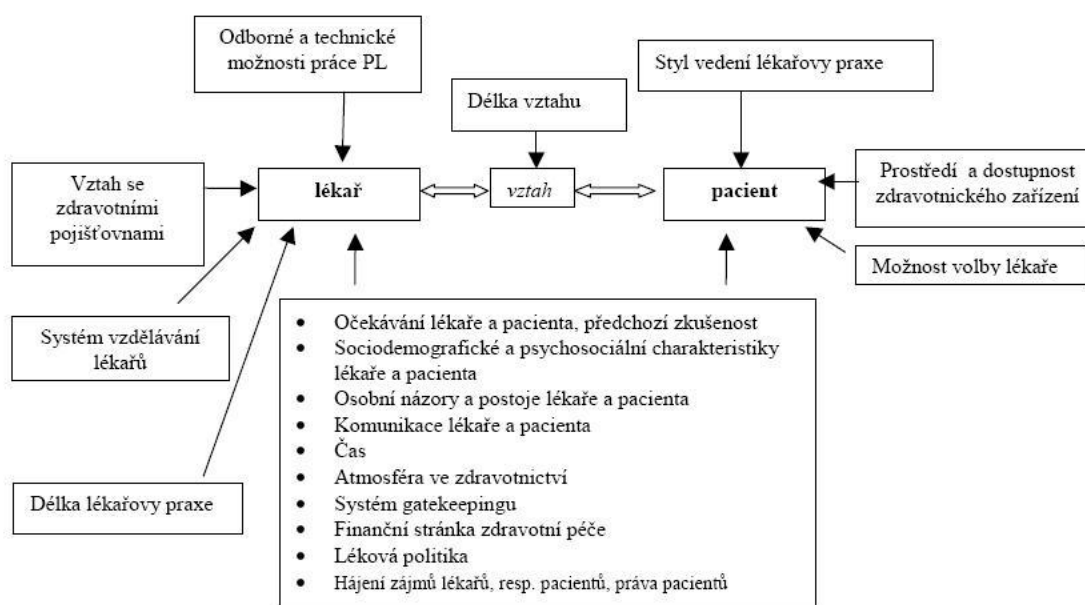 Odborné a technické
možnosti práce PL
Styl vedení lékařovy praxe
Délka vztahu
Vztah se
zdravotními
pojišťovnami
lékař
vztah
pacient
Prostředí a dostupnost
zdravotnického zařízení
Možnost volby lékaře
Systém vzdělávání
lékařů
Délka lékařovy praxe
• Očekávání lékaře a pacienta, předchozí zkušenost
• Sociodemografické a psychosociální charakteristiky
lékaře a pacienta
• Osobní názory a postoje lékaře a pacienta
• Komunikace lékaře a pacienta
• Čas
• Atmosféra ve zdravotnictví
• Systém gatekeepingu
• Finanční stránka zdravotní péče
• Léková politika
• Hájení zájmů lékařů, resp. pacientů, práva pacientů